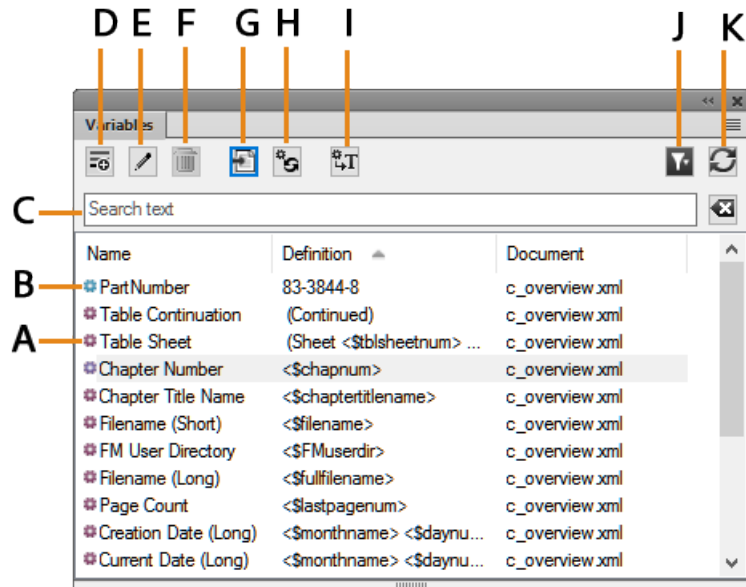 D E F G H I J K
Variables
T
C Search text
Name Definition Document
B PartNumber 83-3844-8 c_overview.xml
Table Continuation (Continued) c_overview.xml
A Table Sheet (Sheet <$tblsheetnum> ... c_overview.xml
Chapter Number <$chapnum> c_overview.xml
Chapter Title Name <$chaptertitlename> c_overview.xml
Filename (Short) <$filename> c_overview.xml
FM User Directory <$FMuserdir> c_overview.xml
Filename (Long) <$fullfilename> c_overview.xml
Page Count <$lastpagenum> c_overview.xml
Creation Date (Long) <$monthname> <$daynu... c_overview.xml
Current Date (Long) <$monthname> <$daynu... c_overview.xml